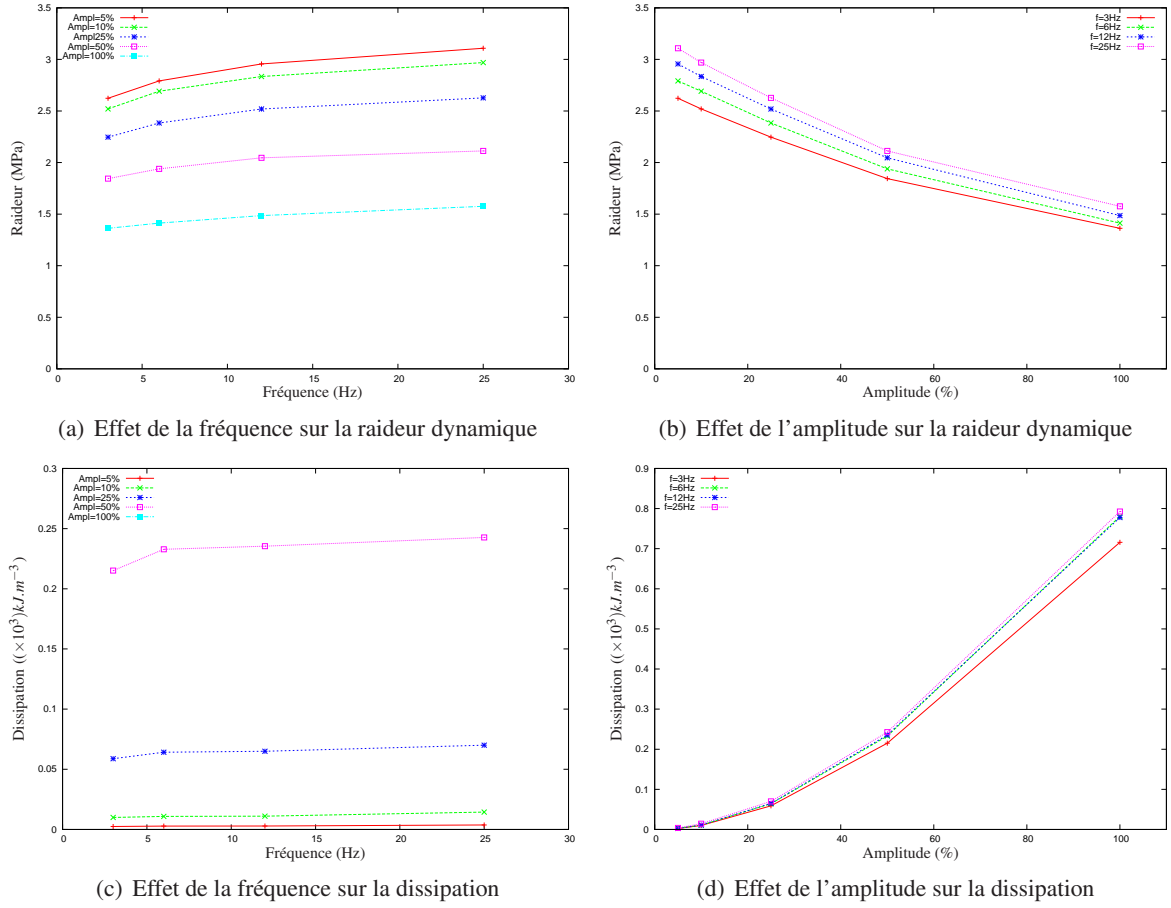 Ampl=5%
Ampl=10%
Ampl25%
Ampl=50%
Ampl=100%
3.5
3
2.5
2
1.5
1
0.5
0
Raideur (MPa)
0 5 10 15 20 25 30
Fréquence (Hz)
(a) Effet de la fréquence sur la raideur dynamique
f=3Hz
f=6Hz
f=12Hz
f=25Hz
3.5
3
2.5
2
1.5
1
0.5
0
Raideur (MPa)
0 20 40 60 80 100
Amplitude (%)
(b) Effet de l'amplitude sur la raideur dynamique
Ampl=5%
Ampl=10%
Ampl=25%
Ampl=50%
Ampl=100%
0.3
0.25
0.2
0.15
0.1
0.05
0
Dissipation ((×10³)kJ.m⁻³)
0 5 10 15 20 25 30
Fréquence (Hz)
(c) Effet de la fréquence sur la dissipation
f=3Hz
f=6Hz
f=12Hz
f=25Hz
0.9
0.8
0.7
0.6
0.5
0.4
0.3
0.2
0.1
0
Dissipation ((×10³)kJ.m⁻³)
0 20 40 60 80 100
Amplitude (%)
(d) Effet de l'amplitude sur la dissipation